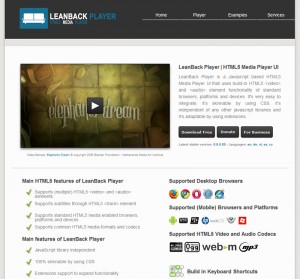 LEANBACK PLAYER
MEDIA PLAYER
Home Player Examples Services
elephants dream
LeanBack Player | HTML5 Media Player UI
LeanBack Player is a Javascript based HTML5
Media Player UI that uses build-in HTML5 <video>
and <audio> element functionality of standard
browsers, platforms and devices. It's very easy to
integrate, it's skinable by using CSS, it's
independent of any other javascript libraries and
it's adaptable by using extensions.
Download Free Donate For Business
Main HTML5 features of LeanBack Player
Supports (multiple) HTML5 <video> and <audio>
elements
Supports subtitles through HTML5 <track> element
Supports standard HTML5 media enabled browsers,
platforms and devices
Supports common HTML5 media formats and codecs
Main features of LeanBack Player
JavaScript library independent
100% skinable by using CSS
Extensions support to expand functionality
Supported Desktop Browsers
Supported (Mobile) Browsers and Platforms
Supported HTML5 Video and Audio Codecs
H.264
web-m
mp3
Build in Keyboard Shortcuts